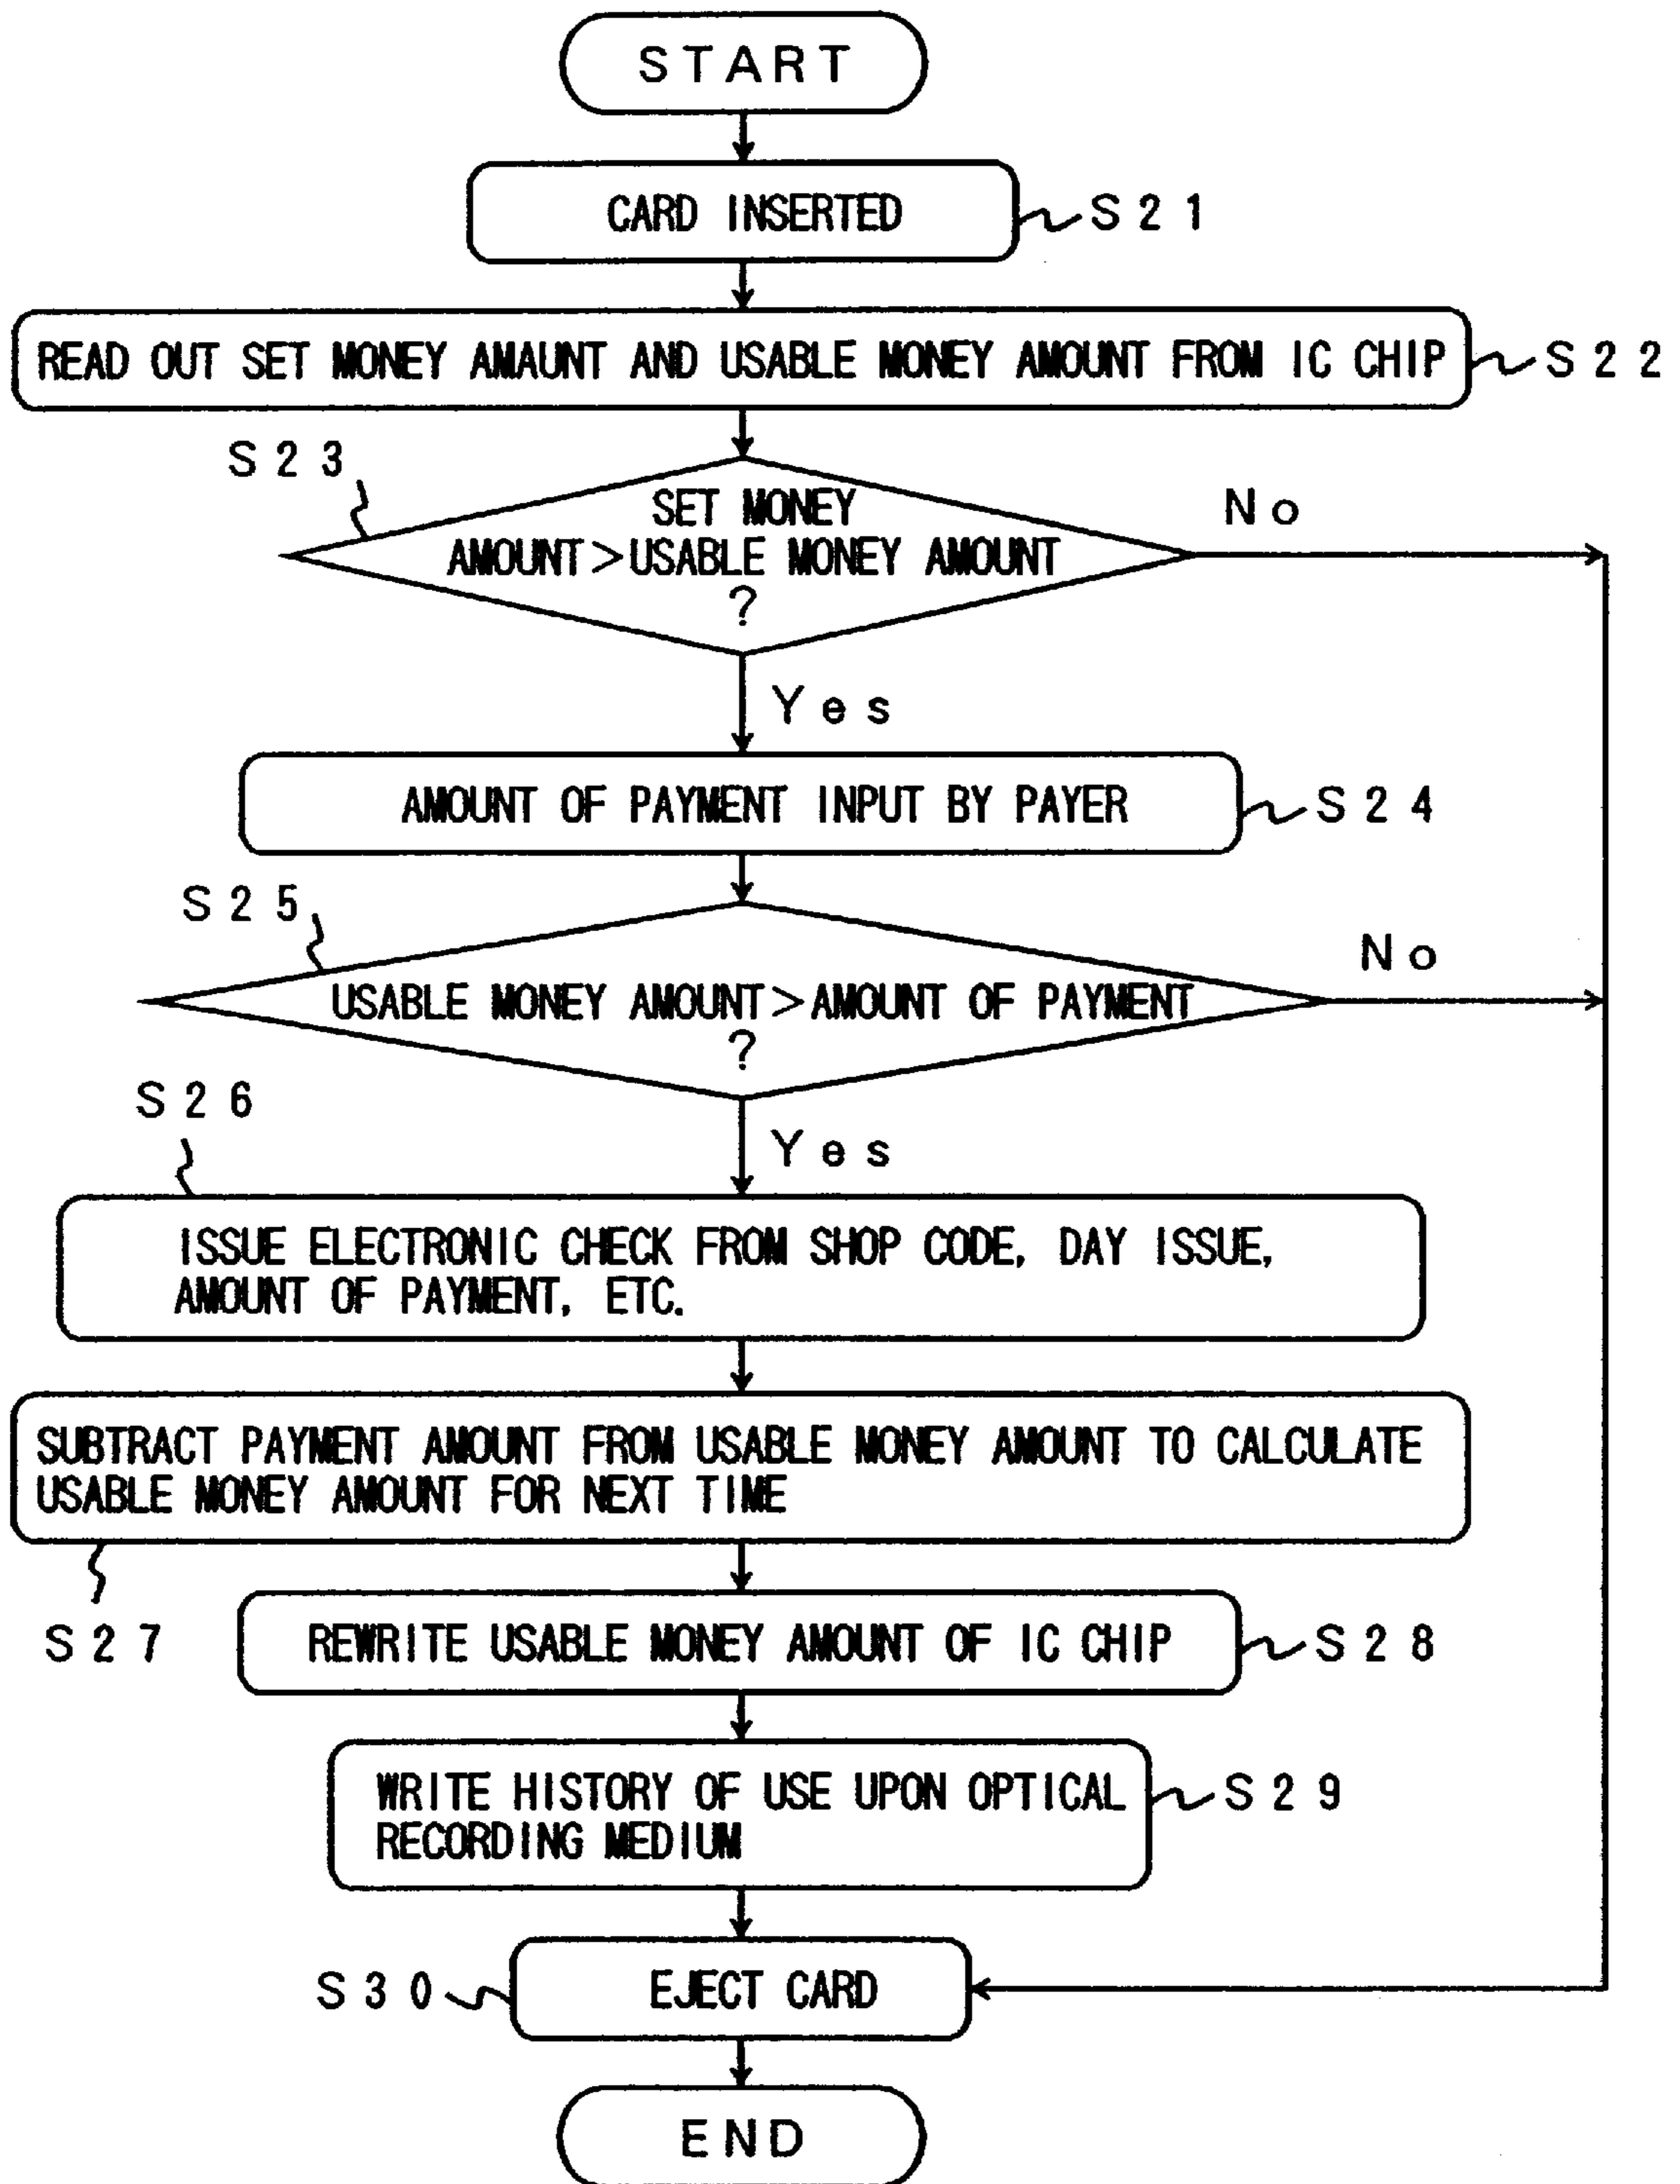 START
CARD INSERTED
S21
READ OUT SET MONEY AMAUNT AND USABLE MONEY AMOUNT FROM IC CHIP
S22
S23
SET MONEY
AMOUNT>USABLE MONEY AMOUNT
?
No
Yes
AMOUNT OF PAYMENT INPUT BY PAYER
S24
S25
USABLE MONEY AMOUNT>AMOUNT OF PAYMENT
?
No
Yes
S26
ISSUE ELECTRONIC CHECK FROM SHOP CODE, DAY ISSUE,
AMOUNT OF PAYMENT, ETC.
SUBTRACT PAYMENT AMOUNT FROM USABLE MONEY AMOUNT TO CALCULATE
USABLE MONEY AMOUNT FOR NEXT TIME
S27
REWRITE USABLE MONEY AMOUNT OF IC CHIP
S28
WRITE HISTORY OF USE UPON OPTICAL
RECORDING MEDIUM
S29
S30
EJECT CARD
END